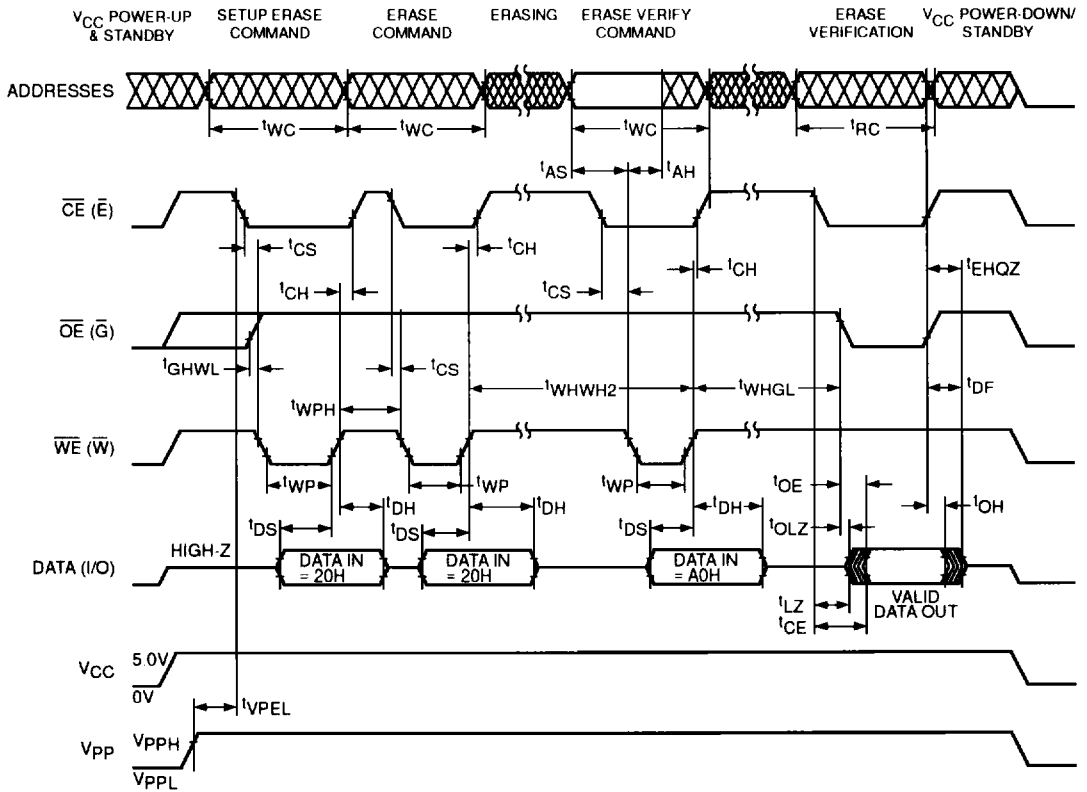 VCC POWER-UP & STANDBY
SETUP ERASE COMMAND
ERASE COMMAND
ERASING
ERASE VERIFY COMMAND
ERASE VERIFICATION
VCC POWER-DOWN/ STANDBY
ADDRESSES
tWC
tWC
tWC
tRC
tAS
tAH
CE (E)
tCS
tCH
tCH
tCS
tCH
tEHQZ
OE (G)
tGHWL
tCS
tWPH
tWHWH2
tWHGL
tDF
WE (W)
tWP
tWP
tWP
tOE
tDH
tDH
tDH
tOH
tDS
tDS
tDS
tOLZ
HIGH-Z
DATA (I/O)
DATA IN = 20H
DATA IN = 20H
DATA IN = A0H
VALID DATA OUT
tLZ
tCE
VCC
5.0V
0V
tVPEL
VPP
VPPH
VPPL